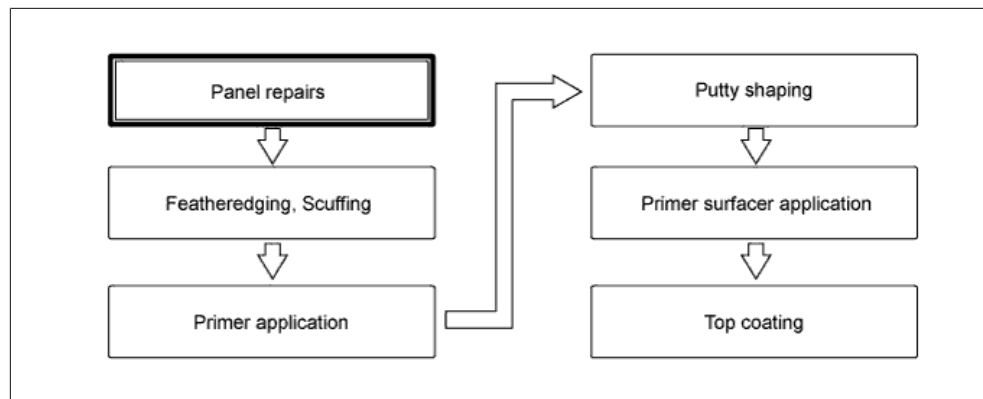 Panel repairs
Featheredging, Scuffing
Primer application
Putty shaping
Primer surfacer application
Top coating